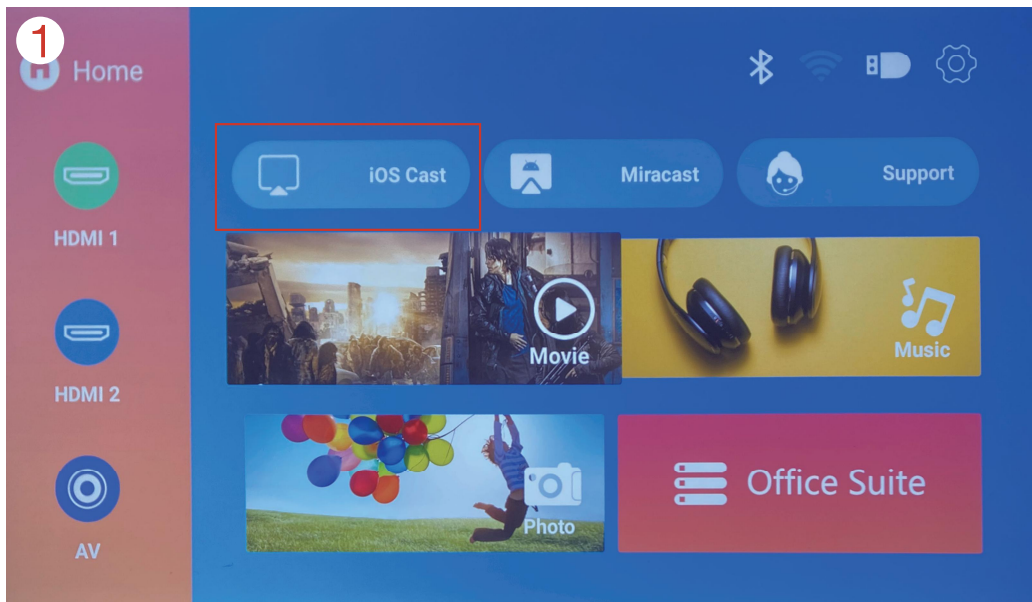 1
Home
iOS Cast
Miracast
Support
HDMI 1
Movie
Music
HDMI 2
Photo
Office Suite
AV